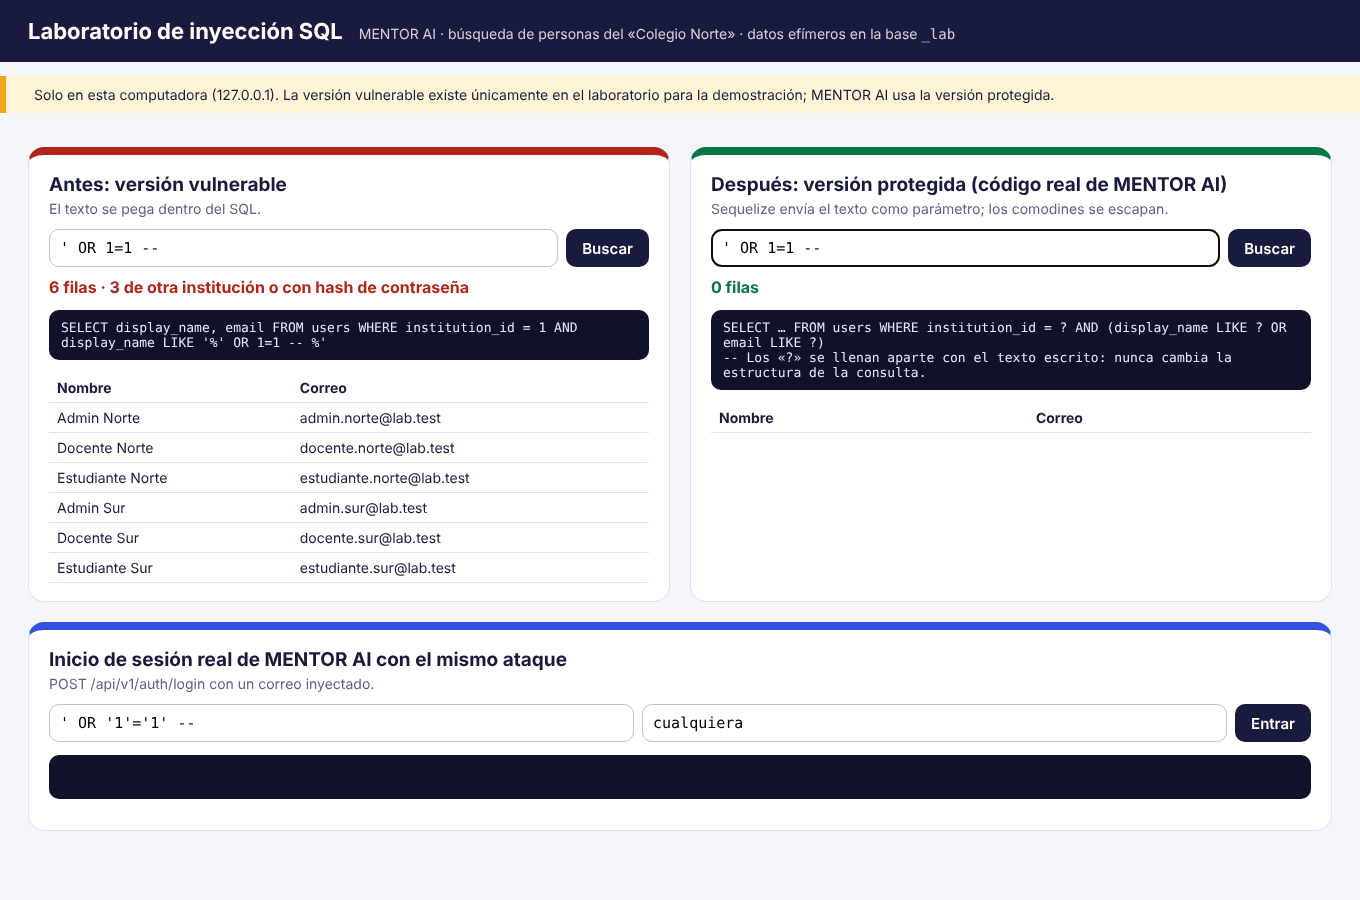 Laboratorio de inyección SQL MENTOR AI · búsqueda de personas del «Colegio Norte» · datos efímeros en la base _lab
Solo en esta computadora (127.0.0.1). La versión vulnerable existe únicamente en el laboratorio para la demostración; MENTOR AI usa la versión protegida.
Antes: versión vulnerable
El texto se pega dentro del SQL.
' OR 1=1 -- Buscar
6 filas · 3 de otra institución o con hash de contraseña
SELECT display_name, email FROM users WHERE institution_id = 1 AND
display_name LIKE '%' OR 1=1 -- %'
Nombre Correo
Admin Norte admin.norte@lab.test
Docente Norte docente.norte@lab.test
Estudiante Norte estudiante.norte@lab.test
Admin Sur admin.sur@lab.test
Docente Sur docente.sur@lab.test
Estudiante Sur estudiante.sur@lab.test
Después: versión protegida (código real de MENTOR AI)
Sequelize envía el texto como parámetro; los comodines se escapan.
' OR 1=1 -- Buscar
0 filas
SELECT … FROM users WHERE institution_id = ? AND (display_name LIKE ? OR
email LIKE ?)
-- Los «?» se llenan aparte con el texto escrito: nunca cambia la
estructura de la consulta.
Nombre Correo
Inicio de sesión real de MENTOR AI con el mismo ataque
POST /api/v1/auth/login con un correo inyectado.
' OR '1'='1' -- cualquiera Entrar